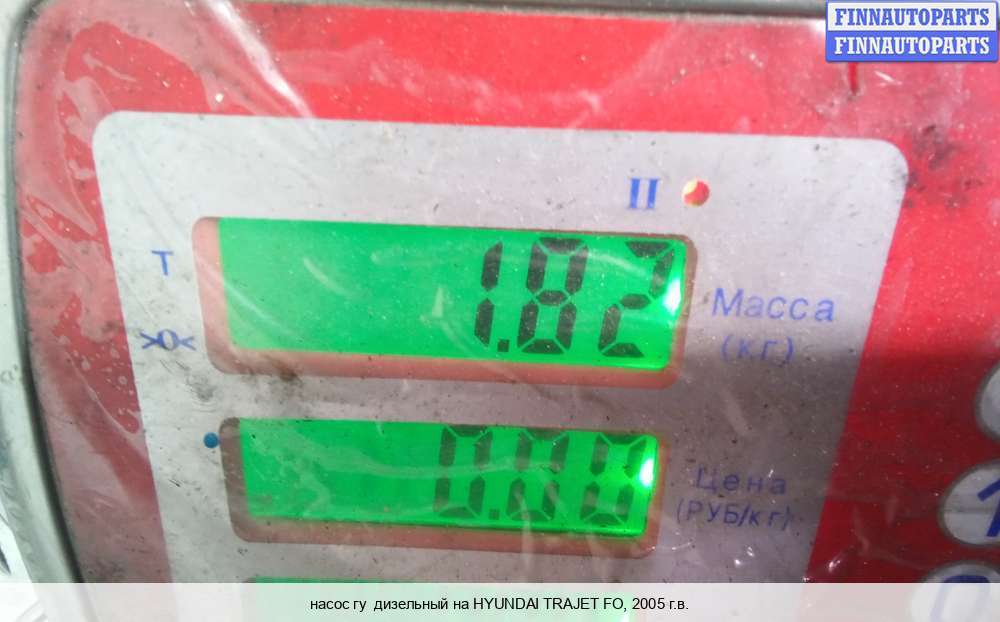 FINNAUTOPARTS
FINNAUTOPARTS
II
T
1.82
Масса
(кг)
>0<
0.00
Цена
(РУБ/кг)
насос гу дизельный на HYUNDAI TRAJET FO, 2005 г.в.